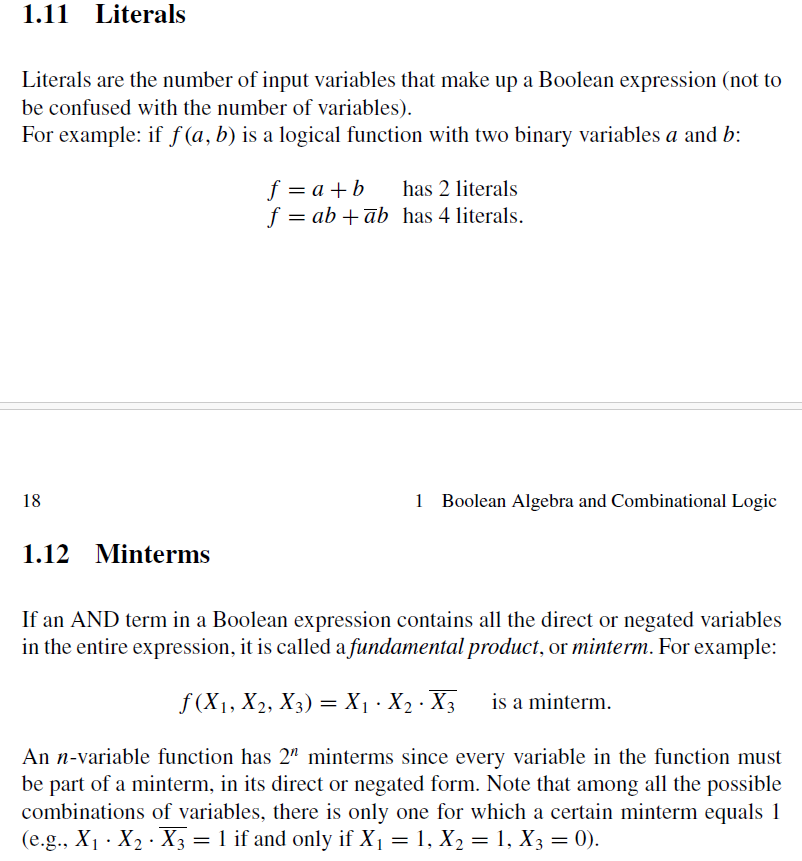 1.11 Literals
Literals are the number of input variables that make up a Boolean expression (not to
be confused with the number of variables).
For example: if f(a, b) is a logical function with two binary variables a and b:
f = a + b has 2 literals
f = ab + a̅b has 4 literals.
18 1 Boolean Algebra and Combinational Logic
1.12 Minterms
If an AND term in a Boolean expression contains all the direct or negated variables
in the entire expression, it is called a fundamental product, or minterm. For example:
f(X₁, X₂, X₃) = X₁ · X₂ · X̅₃ is a minterm.
An n-variable function has 2ⁿ minterms since every variable in the function must
be part of a minterm, in its direct or negated form. Note that among all the possible
combinations of variables, there is only one for which a certain minterm equals 1
(e.g., X₁ · X₂ · X̅₃ = 1 if and only if X₁ = 1, X₂ = 1, X₃ = 0).